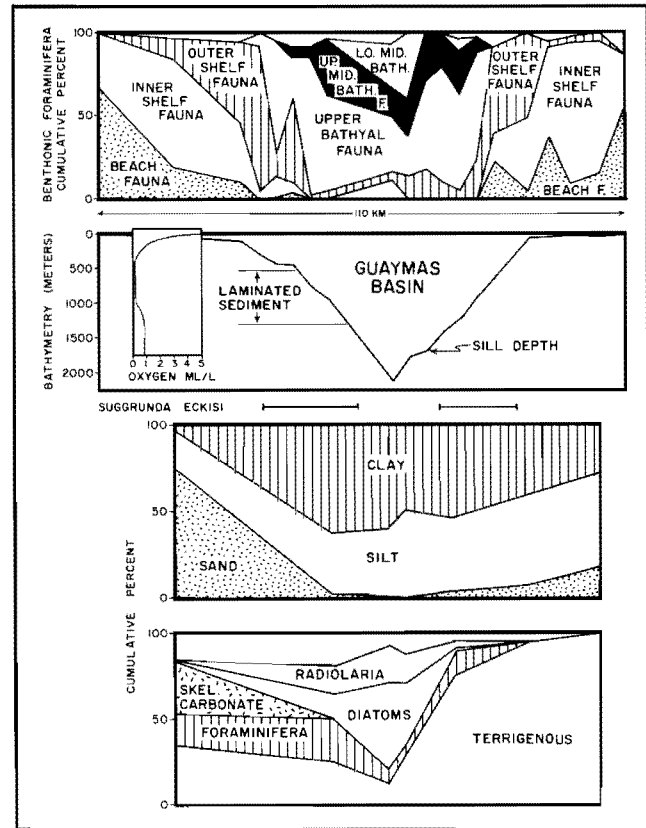 BENTHONIC FORAMINIFERA
CUMULATIVE PERCENT
100
50
0
OUTER
SHELF
FAUNA
INNER
SHELF
FAUNA
BEACH
FAUNA
UP.
MID.
BATH.
F.
LO. MID.
BATH.
UPPER
BATHYAL
FAUNA
OUTER
SHELF
FAUNA
INNER
SHELF
FAUNA
BEACH F.
110 KM
BATHYMETRY (METERS)
0
500
1000
1500
2000
0 1 2 3 4 5
OXYGEN ML/L
LAMINATED
SEDIMENT
GUAYMAS
BASIN
SILL DEPTH
SUGGRUNDA ECKISI
CUMULATIVE PERCENT
100
50
0
CLAY
SILT
SAND
100
50
0
RADIOLARIA
SKEL.
CARBONATE
DIATOMS
FORAMINIFERA
TERRIGENOUS